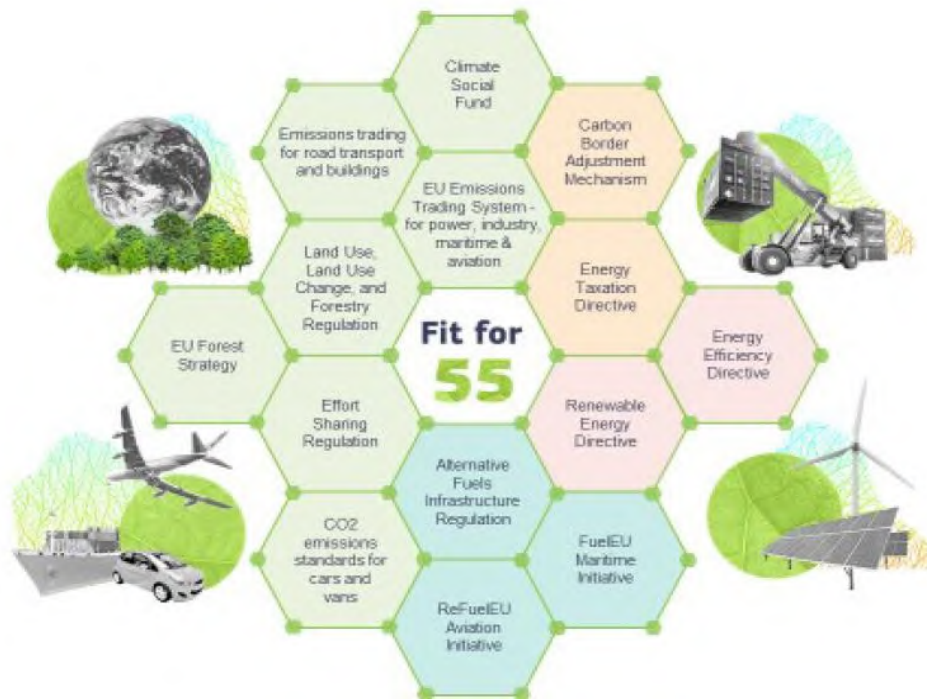 Climate
Social
Fund
Emissions trading
for road transport
and buildings
Carbon
Border
Adjustment
Mechanism
EU Emissions
Trading System -
for power, industry,
maritime &
aviation
Land Use,
Land Use
Change, and
Forestry
Regulation
Energy
Taxation
Directive
EU Forest
Strategy
Fit for
55
Energy
Efficiency
Directive
Effort
Sharing
Regulation
Renewable
Energy
Directive
Alternative
Fuels
Infrastructure
Regulation
CO2
emissions
standards for
cars and
vans
FuelEU
Maritime
Initiative
ReFuelEU
Aviation
Initiative